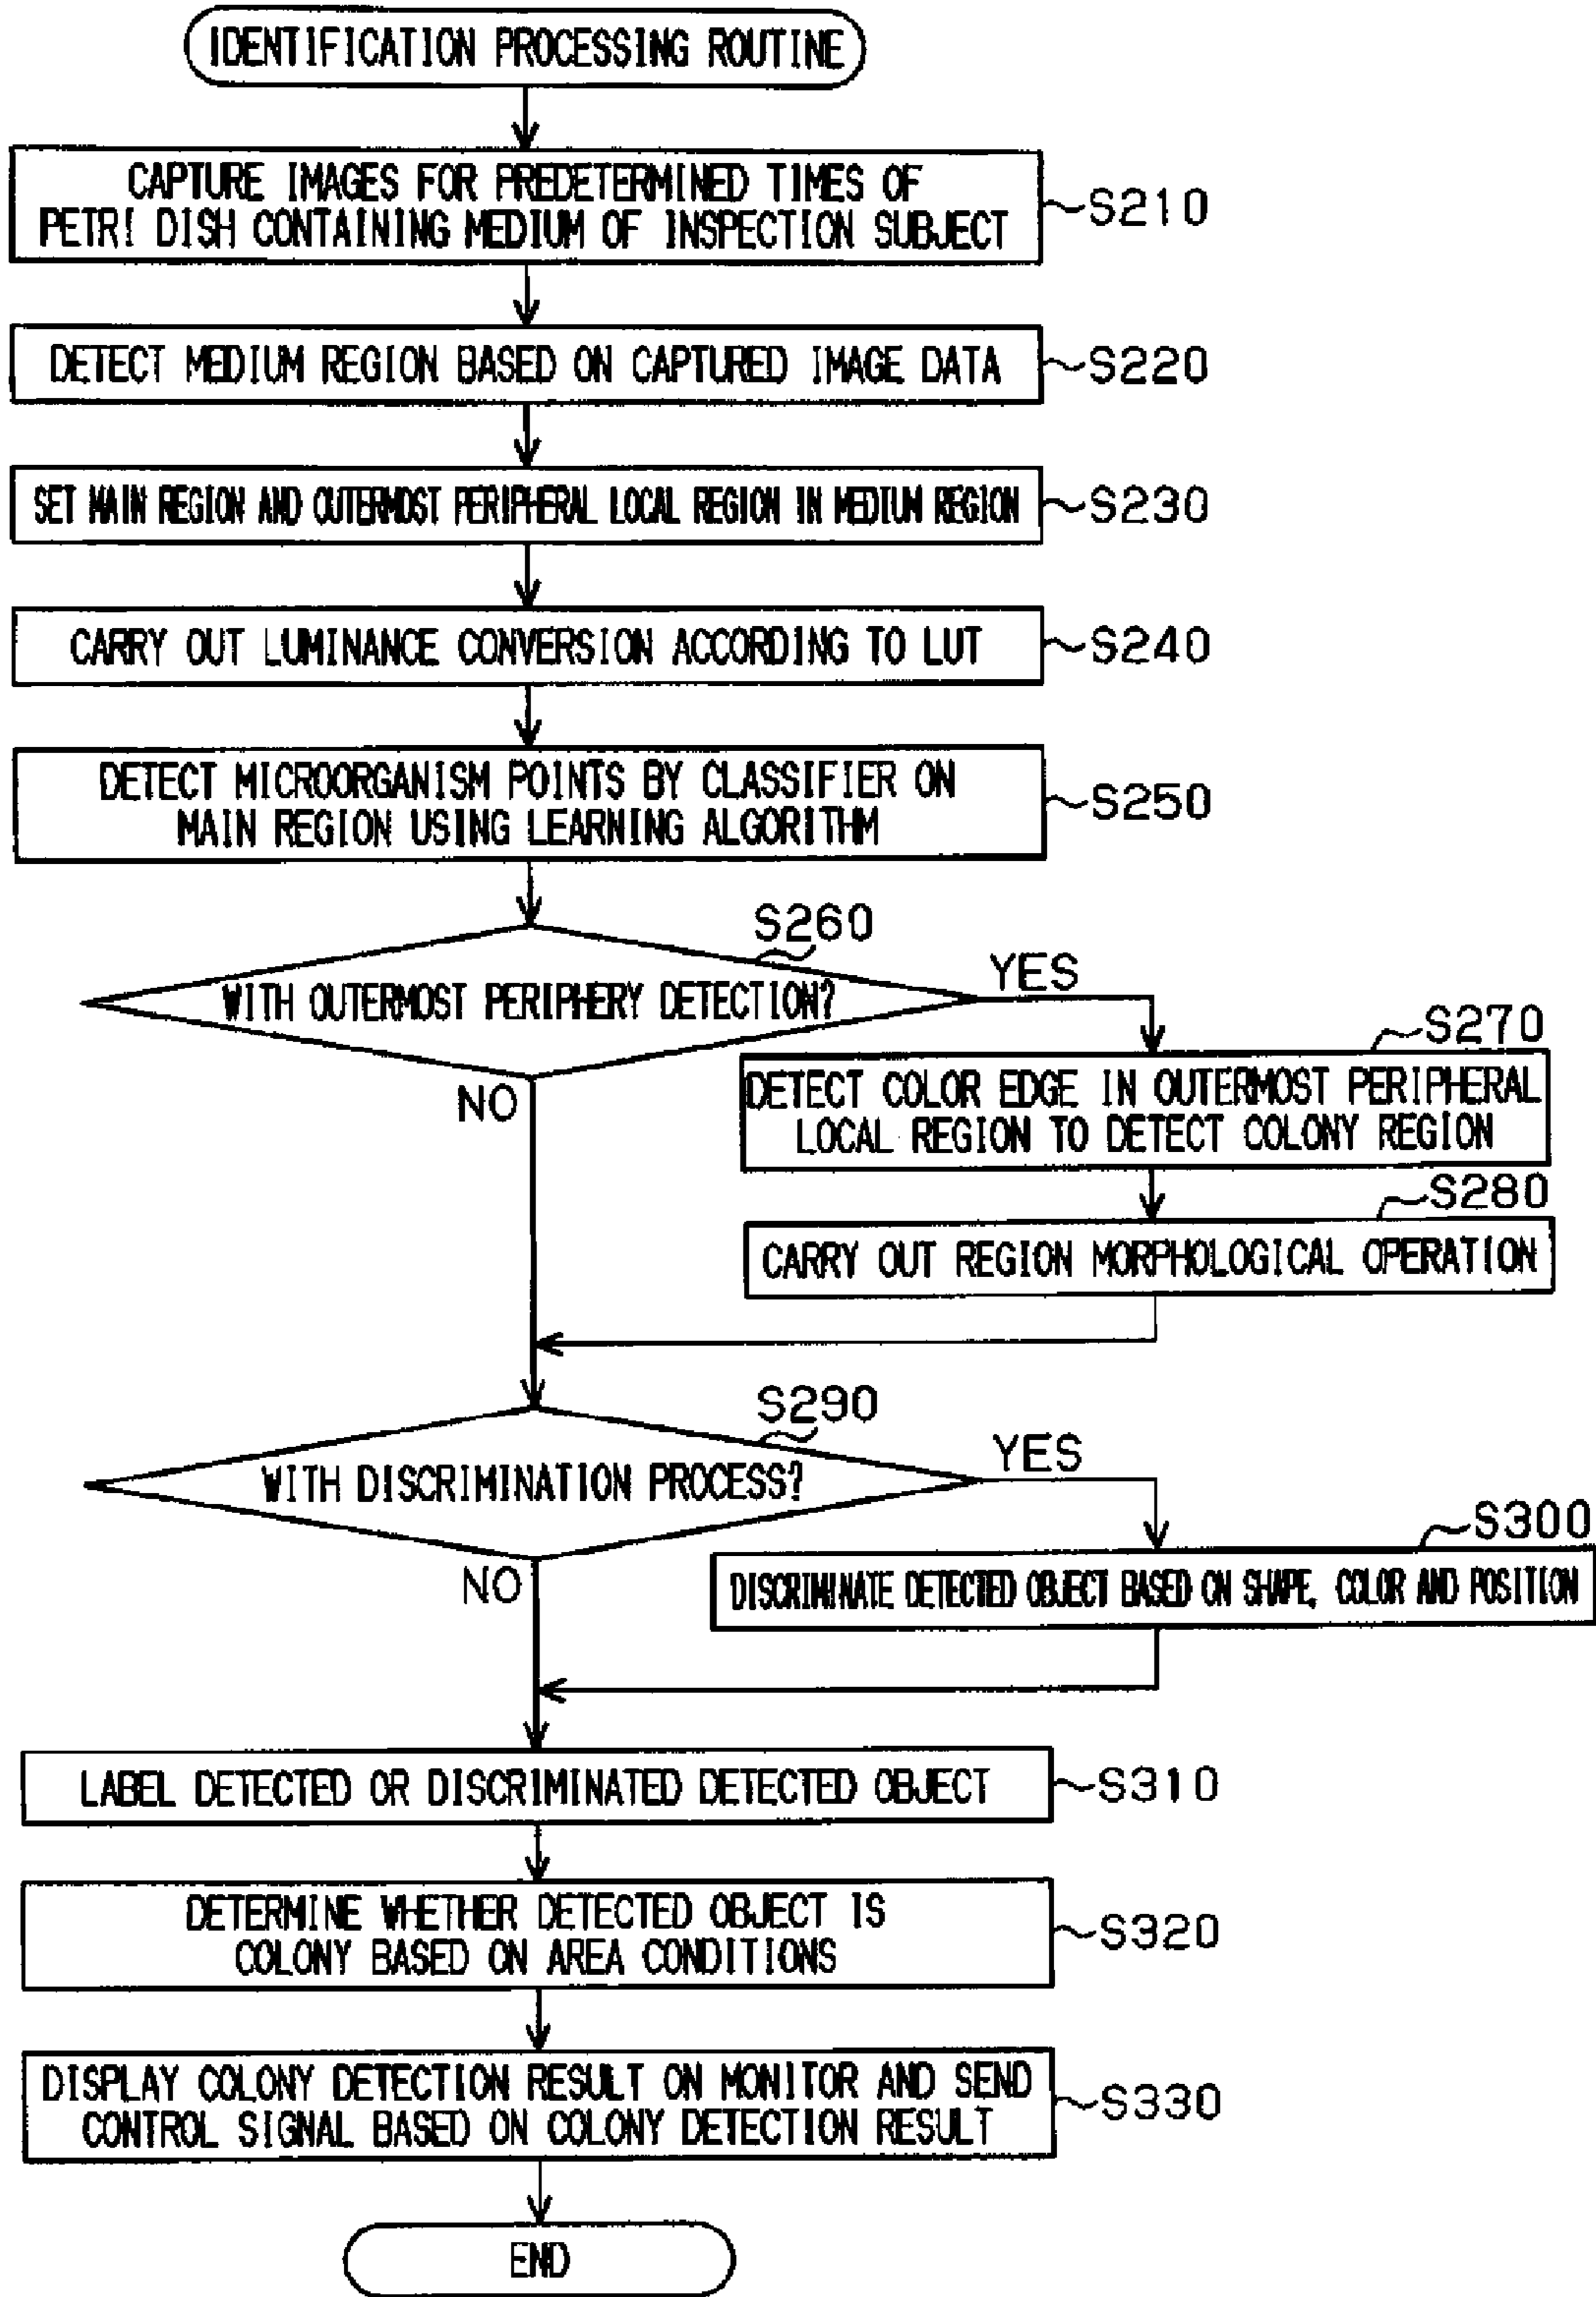 IDENTIFICATION PROCESSING ROUTINE
CAPTURE IMAGES FOR PREDETERMINED TIMES OF
PETRI DISH CONTAINING MEDIUM OF INSPECTION SUBJECT
S210
DETECT MEDIUM REGION BASED ON CAPTURED IMAGE DATA
S220
SET MAIN REGION AND OUTERMOST PERIPHERAL LOCAL REGION IN MEDIUM REGION
S230
CARRY OUT LUMINANCE CONVERSION ACCORDING TO LUT
S240
DETECT MICROORGANISM POINTS BY CLASSIFIER ON
MAIN REGION USING LEARNING ALGORITHM
S250
S260
WITH OUTERMOST PERIPHERY DETECTION?
YES
NO
S270
DETECT COLOR EDGE IN OUTERMOST PERIPHERAL
LOCAL REGION TO DETECT COLONY REGION
S280
CARRY OUT REGION MORPHOLOGICAL OPERATION
S290
WITH DISCRIMINATION PROCESS?
YES
NO
S300
DISCRIMINATE DETECTED OBJECT BASED ON SHAPE, COLOR AND POSITION
LABEL DETECTED OR DISCRIMINATED DETECTED OBJECT
S310
DETERMINE WHETHER DETECTED OBJECT IS
COLONY BASED ON AREA CONDITIONS
S320
DISPLAY COLONY DETECTION RESULT ON MONITOR AND SEND
CONTROL SIGNAL BASED ON COLONY DETECTION RESULT
S330
END